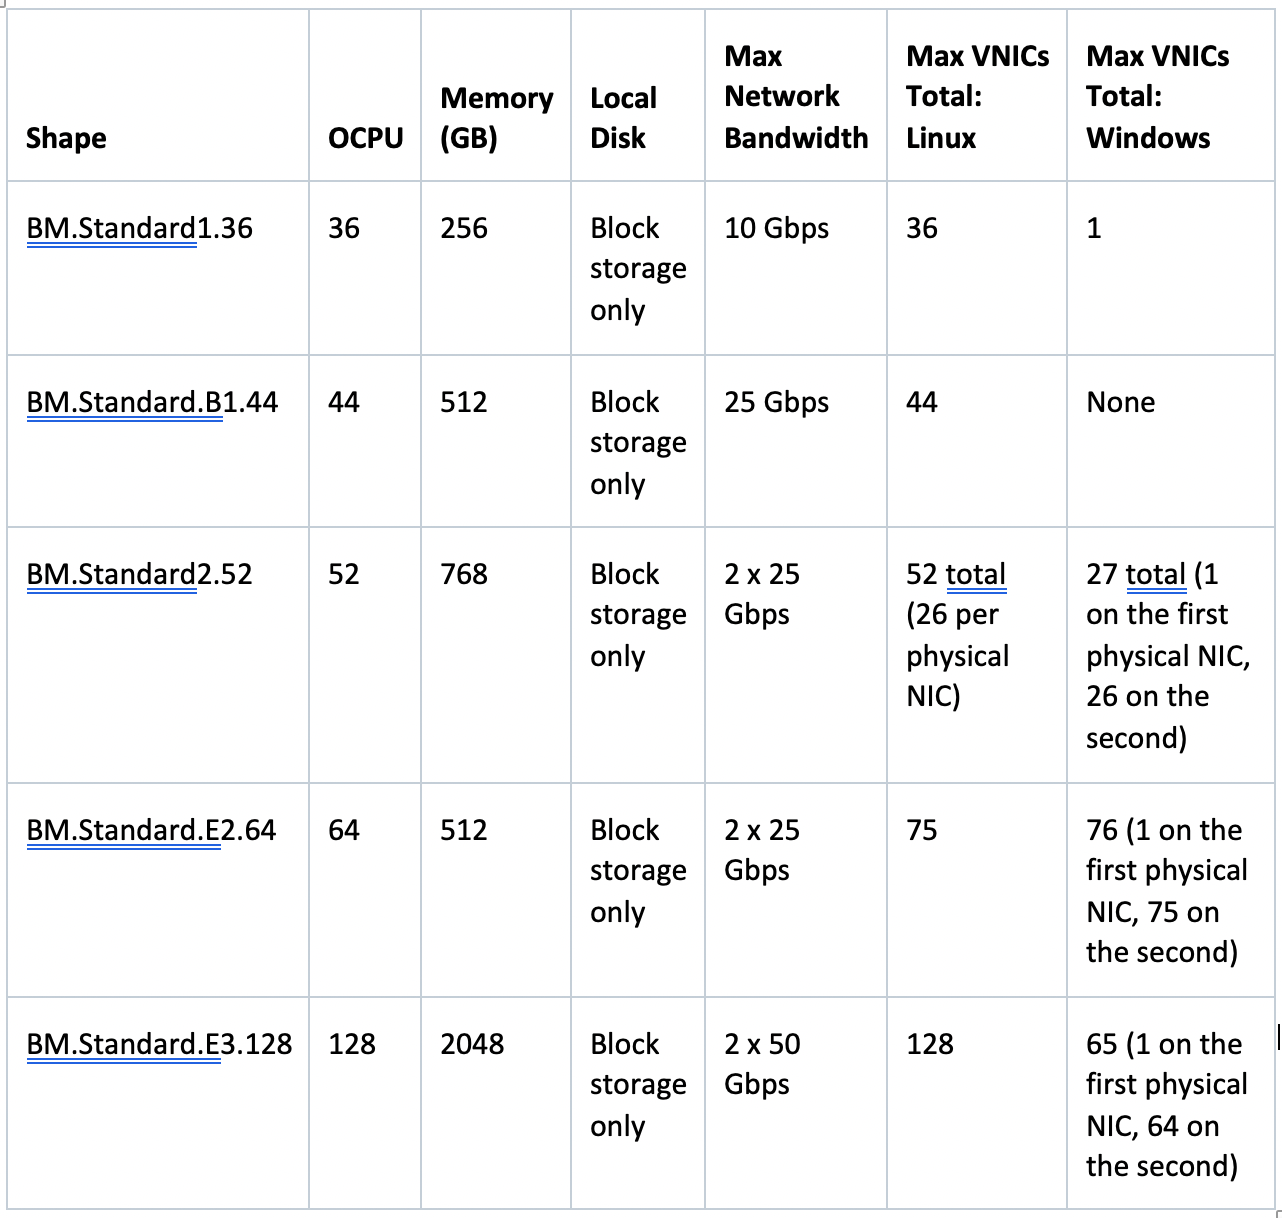 Shape
OCPU
Memory
(GB)
Local
Disk
Max
Network
Bandwidth
Max VNICs
Total:
Linux
Max VNICs
Total:
Windows
BM.Standard1.36
36
256
Block
storage
only
10 Gbps
36
1
BM.Standard.B1.44
44
512
Block
storage
only
25 Gbps
44
None
BM.Standard2.52
52
768
Block
storage
only
2 x 25
Gbps
52 total
(26 per
physical
NIC)
27 total (1
on the first
physical NIC,
26 on the
second)
BM.Standard.E2.64
64
512
Block
storage
only
2 x 25
Gbps
75
76 (1 on the
first physical
NIC, 75 on
the second)
BM.Standard.E3.128
128
2048
Block
storage
only
2 x 50
Gbps
128
65 (1 on the
first physical
NIC, 64 on
the second)